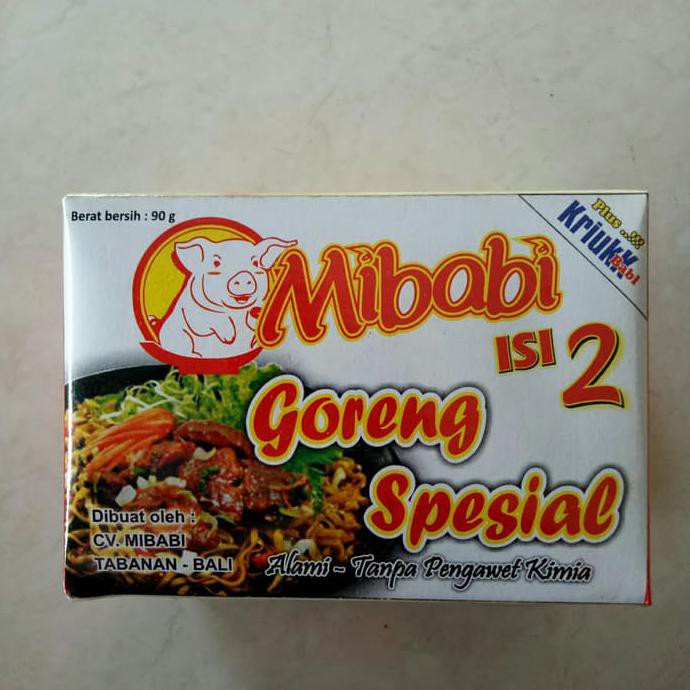 Berat bersih : 90 g
Plus ..!!!
Kriukk
Babi
Mibabi
ISI 2
Goreng
Spesial
Dibuat oleh :
CV. MIBABI
TABANAN - BALI
Alami - Tanpa Pengawet Kimia